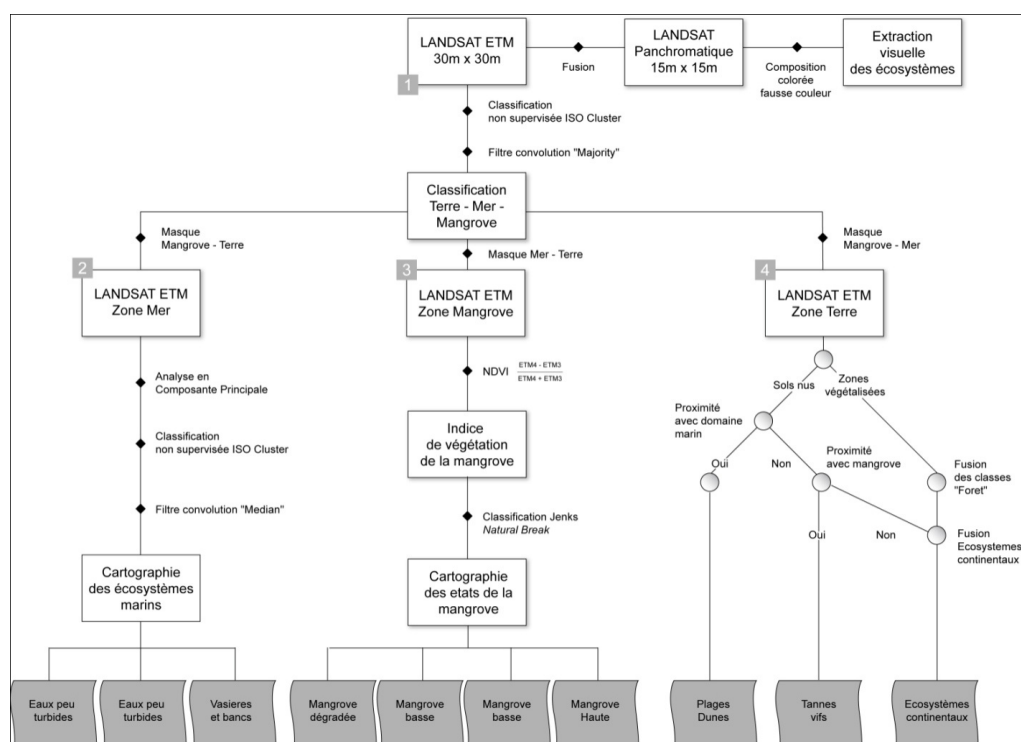 LANDSAT ETM
30m x 30m
1
Fusion
LANDSAT
Panchromatique
15m x 15m
Composition
colorée
fausse couleur
Extraction
visuelle
des écosystèmes
Classification
non supervisée ISO Cluster
Filtre convolution "Majority"
Classification
Terre - Mer -
Mangrove
Masque
Mangrove - Terre
Masque Mer - Terre
Masque
Mangrove - Mer
2
LANDSAT ETM
Zone Mer
3
LANDSAT ETM
Zone Mangrove
4
LANDSAT ETM
Zone Terre
Analyse en
Composante Principale
Classification
non supervisée ISO Cluster
Filtre convolution "Median"
Cartographie
des écosystèmes
marins
NDVI
ETM4 - ETM3
ETM4 + ETM3
Indice
de végétation
de la mangrove
Classification Jenks
Natural Break
Cartographie
des etats de la
mangrove
Sols nus
Zones
végétalisées
Proximité
avec domaine
marin
Oui
Non
Proximité
avec mangrove
Fusion
des classes
"Foret"
Oui
Non
Fusion
Ecosystemes
continentaux
Eaux peu
turbides
Eaux peu
turbides
Vasieres
et bancs
Mangrove
dégradée
Mangrove
basse
Mangrove
basse
Mangrove
Haute
Plages
Dunes
Tannes
vifs
Ecosystèmes
continentaux